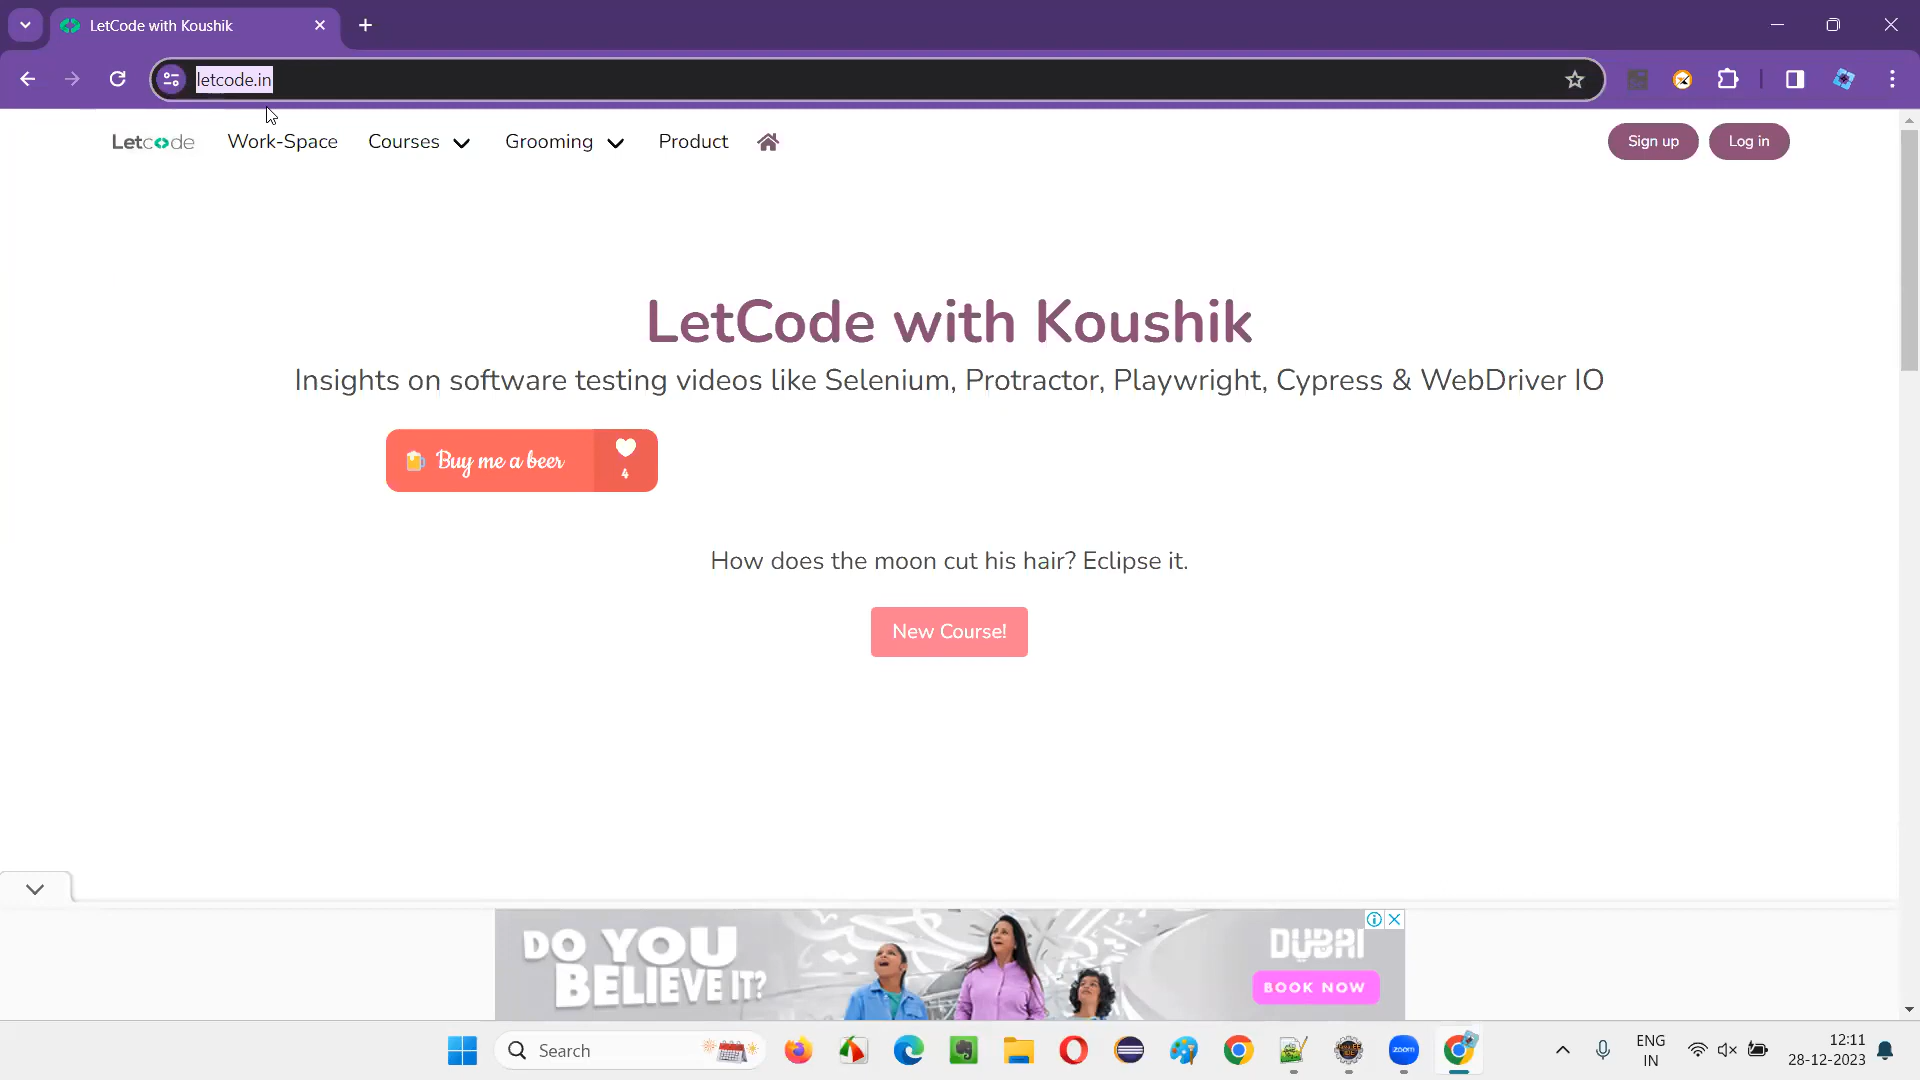 LetCode with Koushik
letcode.in
Letcode Work-Space Courses Grooming Product Sign up Log in
LetCode with Koushik
Insights on software testing videos like Selenium, Protractor, Playwright, Cypress & WebDriver IO
Buy me a beer 4
How does the moon cut his hair? Eclipse it.
New Course!
DO YOU
BELIEVE IT?
DUBAI
BOOK NOW
Search
zoom
ENG
IN
12:11
28-12-2023